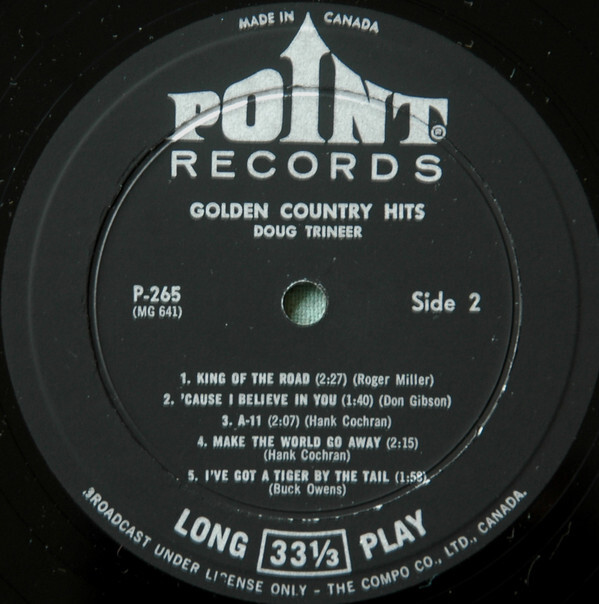 MADE IN CANADA
POINT®
RECORDS
GOLDEN COUNTRY HITS
DOUG TRINEER
P-265
(MG 641)
Side 2
1. KING OF THE ROAD (2:27) (Roger Miller)
2. 'CAUSE I BELIEVE IN YOU (1:40) (Don Gibson)
3. A-11 (2:07) (Hank Cochran)
4. MAKE THE WORLD GO AWAY (2:15)
(Hank Cochran)
5. I'VE GOT A TIGER BY THE TAIL (1:58)
(Buck Owens)
LONG 33⅓ PLAY
BROADCAST UNDER LICENSE ONLY - THE COMPO CO., LTD., CANADA.